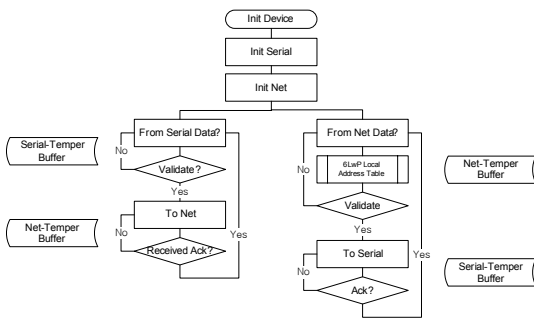 Init Device
Init Serial
Init Net
From Serial Data?
From Net Data?
Serial-Temper
Buffer
No
Validate?
Yes
No
6LwP Local
Address Table
Net-Temper
Buffer
Validate
Yes
Net-Temper
Buffer
To Net
No
Received Ack?
Yes
To Serial
No
Yes
Ack?
Serial-Temper
Buffer